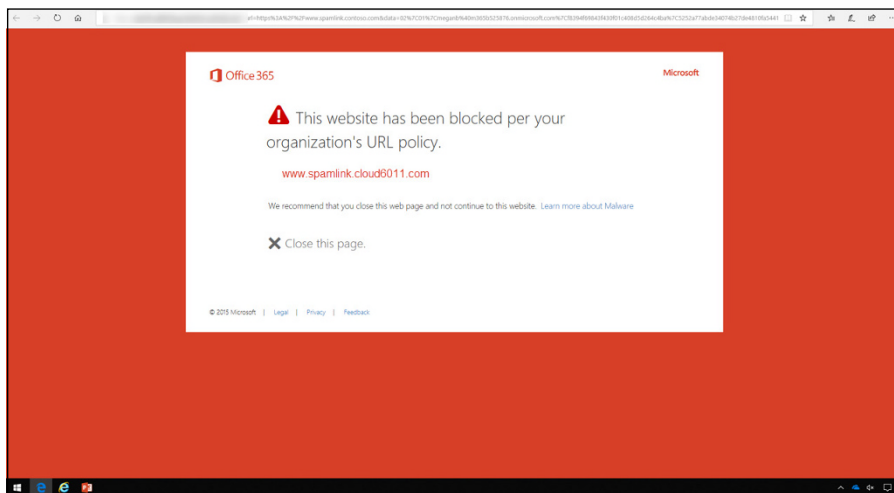 Office 365
Microsoft
This website has been blocked per your
organization's URL policy.
www.spamlink.cloud6011.com
We recommend that you close this web page and not continue to this website. Learn more about Malware
Close this page.
© 2015 Microsoft | Legal | Privacy | Feedback